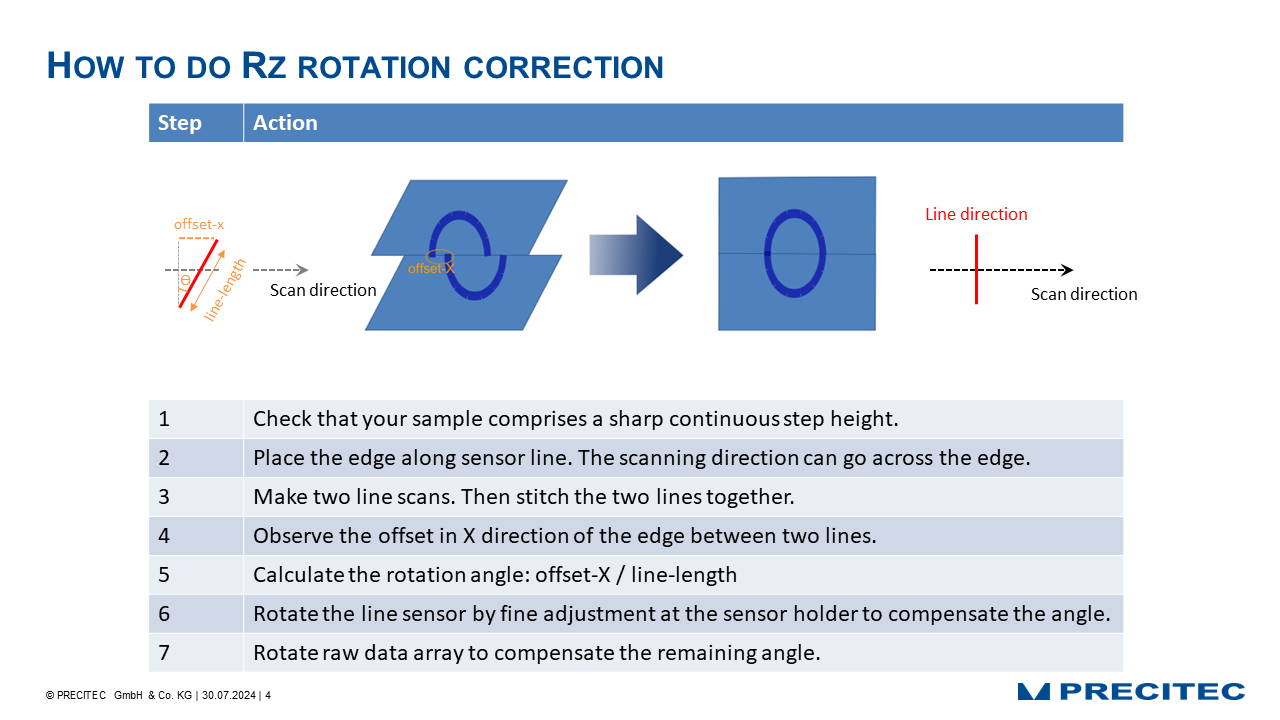 HOW TO DO RZ ROTATION CORRECTION
Step Action
offset-x
θ
line-length
Scan direction
offset-X
Line direction
Scan direction
1 Check that your sample comprises a sharp continuous step height.
2 Place the edge along sensor line. The scanning direction can go across the edge.
3 Make two line scans. Then stitch the two lines together.
4 Observe the offset in X direction of the edge between two lines.
5 Calculate the rotation angle: offset-X / line-length
6 Rotate the line sensor by fine adjustment at the sensor holder to compensate the angle.
7 Rotate raw data array to compensate the remaining angle.
© PRECITEC GmbH & Co. KG | 30.07.2024 | 4
PRECITEC